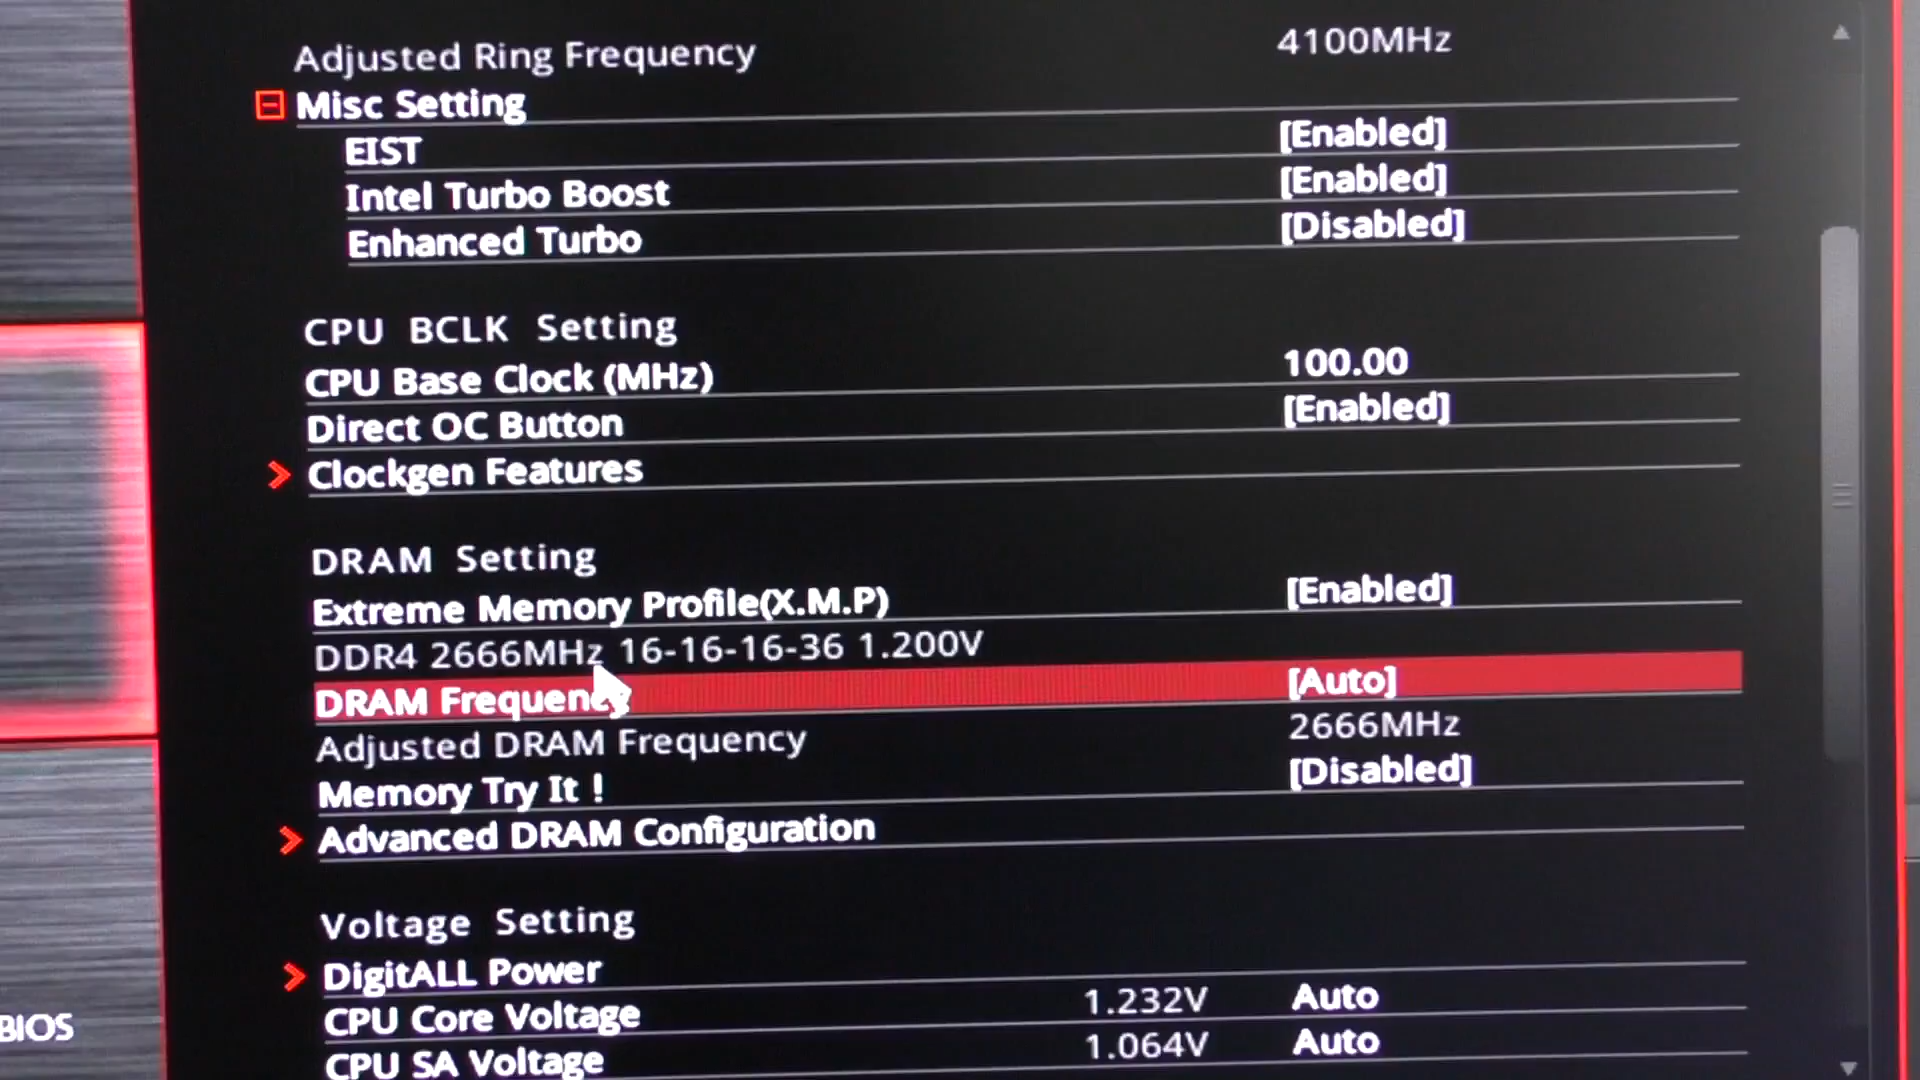 Adjusted Ring Frequency 4100MHz
Misc Setting
EIST [Enabled]
Intel Turbo Boost [Enabled]
Enhanced Turbo [Disabled]
CPU BCLK Setting
CPU Base Clock (MHz) 100.00
Direct OC Button [Enabled]
Clockgen Features
DRAM Setting
Extreme Memory Profile(X.M.P) [Enabled]
DDR4 2666MHz 16-16-16-36 1.200V
DRAM Frequency [Auto]
Adjusted DRAM Frequency 2666MHz
Memory Try It ! [Disabled]
Advanced DRAM Configuration
Voltage Setting
DigitALL Power
CPU Core Voltage 1.232V Auto
CPU SA Voltage 1.064V Auto
BIOS